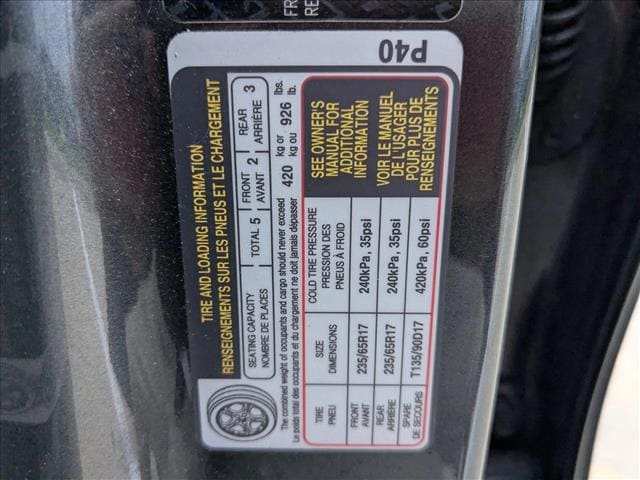 FR
RE
P40
TIRE AND LOADING INFORMATION
RENSEIGNEMENTS SUR LES PNEUS ET LE CHARGEMENT
SEATING CAPACITY
NOMBRE DE PLACES
TOTAL 5
FRONT
AVANT 2
REAR
ARRIÈRE 3
The combined weight of occupants and cargo should never exceed 420 kg or 926 lbs.
Le poids total des occupants et du chargement ne doit jamais dépasser 420 kg ou 926 lb.
TIRE
PNEU
SIZE
DIMENSIONS
COLD TIRE PRESSURE
PRESSION DES
PNEUS À FROID
FRONT
AVANT
235/65R17
240kPa, 35psi
REAR
ARRIÈRE
235/65R17
240kPa, 35psi
SPARE
DE SECOURS
T135/90D17
420kPa, 60psi
SEE OWNER'S
MANUAL FOR
ADDITIONAL
INFORMATION
VOIR LE MANUEL
DE L'USAGER
POUR PLUS DE
RENSEIGNEMENTS